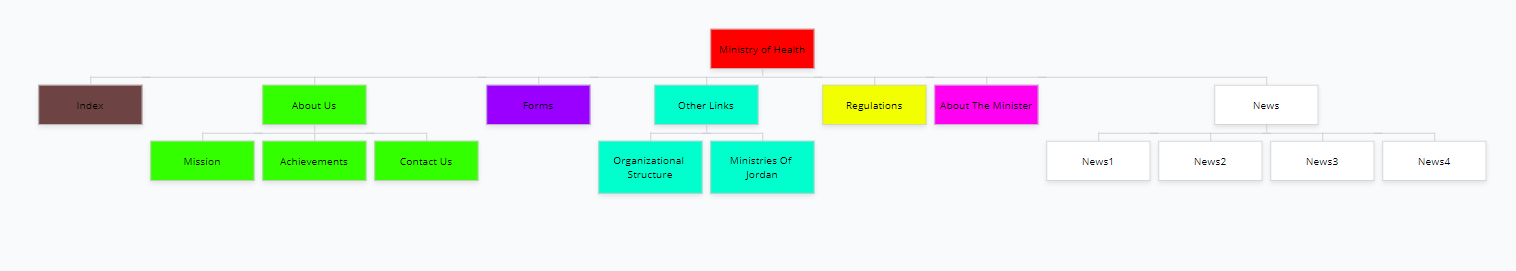 Ministry of Health
Index
About Us
Forms
Other Links
Regulations
About The Minister
News
Mission
Achievements
Contact Us
Organizational
Structure
Ministries Of
Jordan
News1
News2
News3
News4